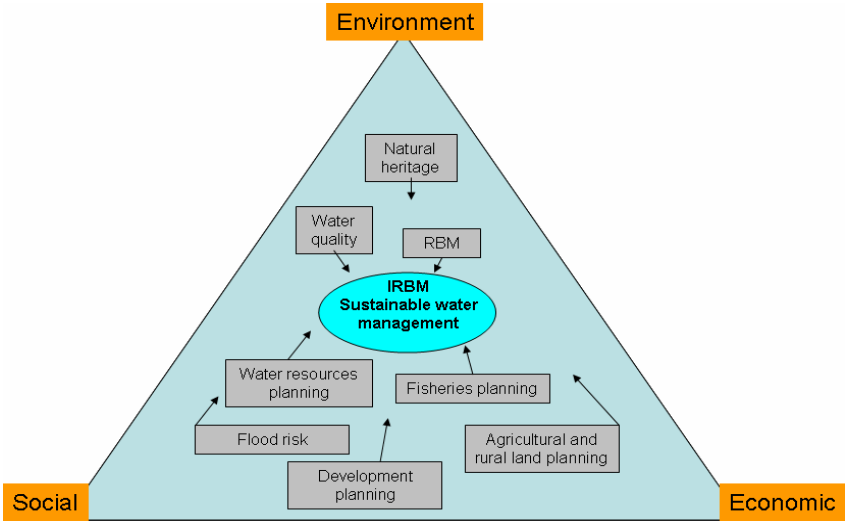 Environment
Natural
heritage
Water
quality
RBM
IRBM
Sustainable water
management
Water resources
planning
Fisheries planning
Flood risk
Agricultural and
rural land planning
Development
planning
Social
Economic